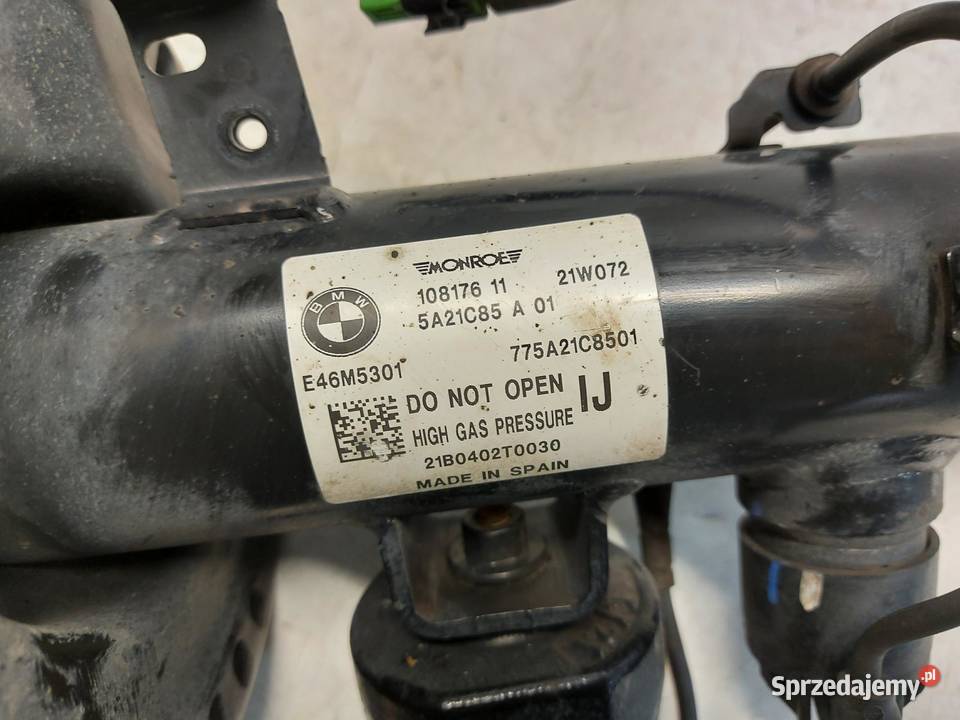 MONROE
108176 11 21W072
BMW
5A21C85 A 01
775A21C8501
E46M5301
DO NOT OPEN IJ
HIGH GAS PRESSURE
21B0402T0030
MADE IN SPAIN
Sprzedajemy.pl